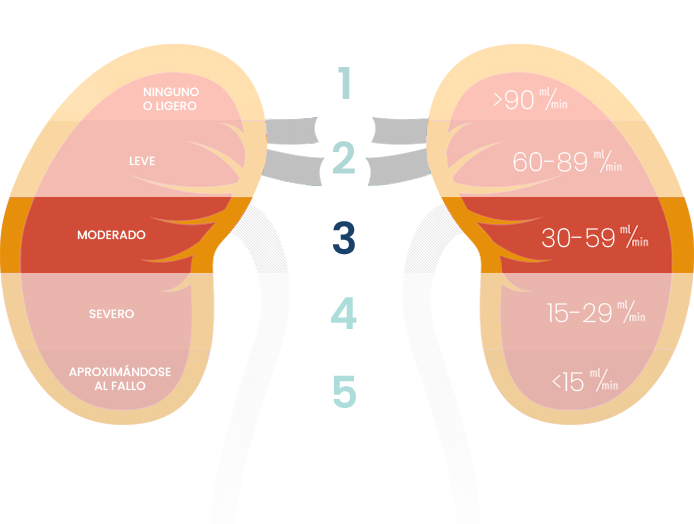 1
NINGUNO
O LIGERO
>90 ml/min
2
LEVE
60-89 ml/min
3
MODERADO
30-59 ml/min
4
SEVERO
15-29 ml/min
5
APROXIMÁNDOSE
AL FALLO
<15 ml/min